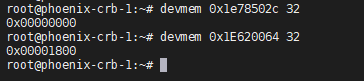 root@phoenix-crb-1:~# devmem 0x1e78502c 32
0x00000000
root@phoenix-crb-1:~# devmem 0x1E620064 32
0x00001800
root@phoenix-crb-1:~#